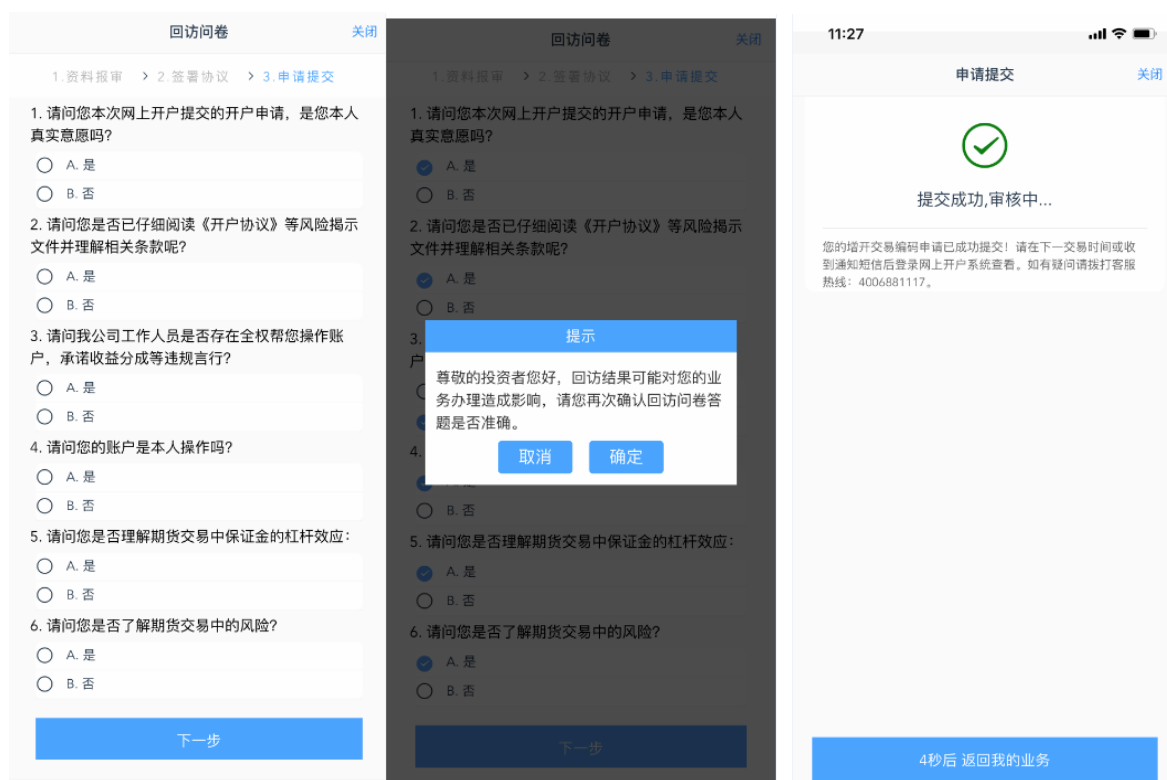 回访问卷
关闭
1.资料报审 > 2.签署协议 > 3.申请提交
1. 请问您本次网上开户提交的开户申请，是您本人
真实意愿吗?
A. 是
B. 否
2. 请问您是否已仔细阅读《开户协议》等风险揭示
文件并理解相关条款呢?
A. 是
B. 否
3. 请问我公司工作人员是否存在全权帮您操作账
户，承诺收益分成等违规言行?
A. 是
B. 否
4. 请问您的账户是本人操作吗?
A. 是
B. 否
5. 请问您是否理解期货交易中保证金的杠杆效应：
A. 是
B. 否
6. 请问您是否了解期货交易中的风险?
A. 是
B. 否
下一步
回访问卷
关闭
1.资料报审 > 2.签署协议 > 3.申请提交
1. 请问您本次网上开户提交的开户申请，是您本人
真实意愿吗?
A. 是
B. 否
2. 请问您是否已仔细阅读《开户协议》等风险揭示
文件并理解相关条款呢?
A. 是
B. 否
3.
户
提示
尊敬的投资者您好，回访结果可能对您的业
务办理造成影响，请您再次确认回访问卷答
题是否准确。
取消
确定
4.
B. 否
5. 请问您是否理解期货交易中保证金的杠杆效应：
A. 是
B. 否
6. 请问您是否了解期货交易中的风险?
A. 是
B. 否
下一步
11:27
申请提交
关闭
提交成功,审核中...
您的增开交易编码申请已成功提交！请在下一交易时间或收
到通知短信后登录网上开户系统查看。如有疑问请拨打客服
热线：4006881117。
4秒后 返回我的业务